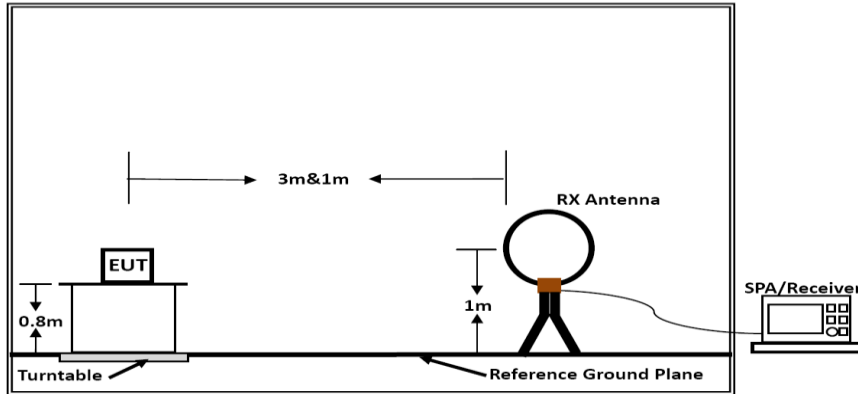 3m&1m
RX Antenna
EUT
SPA/Receiver
0.8m
1m
Turntable
Reference Ground Plane